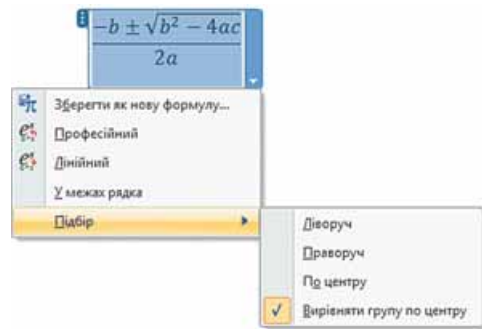 −b ± √b² − 4ac
2a
Зберегти як нову формулу...
Професійний
Лінійний
У межах рядка
Підбір
Ліворуч
Праворуч
По центру
Вирівняти групу по центру